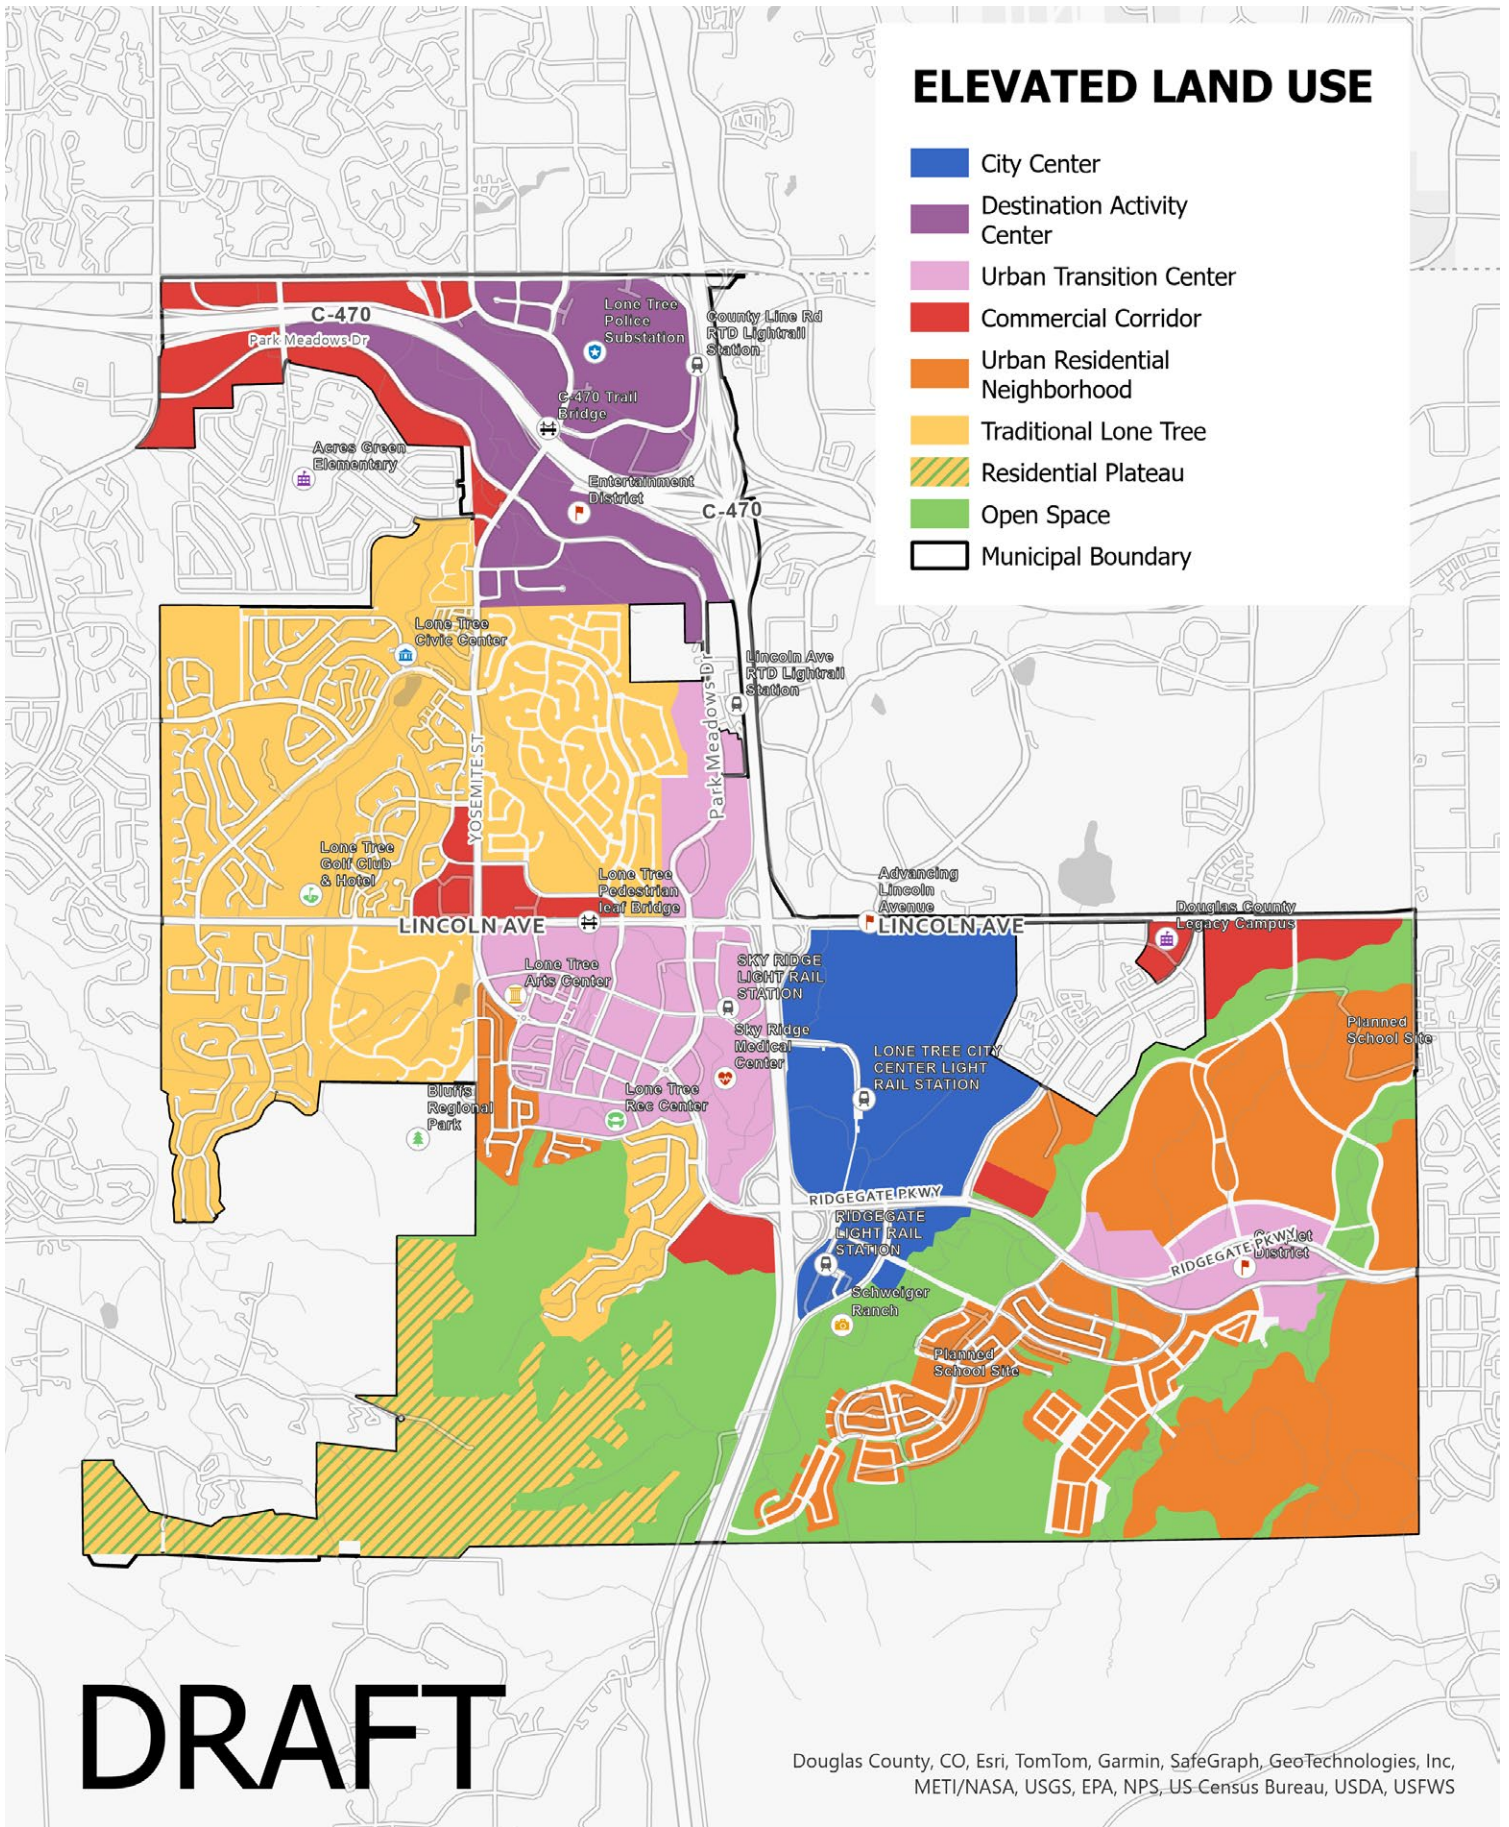 ELEVATED LAND USE
City Center
Destination Activity
Center
Urban Transition Center
Commercial Corridor
Urban Residential
Neighborhood
Traditional Lone Tree
Residential Plateau
Open Space
Municipal Boundary
C-470
Park Meadows Dr
Lone Tree
Police
Substation
County Line Rd
RTD Lightrail
Station
C-470 Trail
Bridge
Acres Green
Elementary
Entertainment
District
C-470
Lone Tree
Civic Center
Lincoln Ave
RTD Lightrail
Station
Park Meadows Dr
YOSEMITE ST
Lone Tree
Golf Club
& Hotel
Lone Tree
Pedestrian
leaf Bridge
Advancing
Lincoln
Avenue
LINCOLN AVE
LINCOLN AVE
Douglas County
Legacy Campus
Lone Tree
Arts Center
SKY RIDGE
LIGHT RAIL
STATION
Sky Ridge
Medical
Center
Planned
School Site
LONE TREE CITY
CENTER LIGHT
RAIL STATION
Bluffs
Regional
Park
Lone Tree
Rec Center
RIDGEGATE PKWY
RIDGEGATE
LIGHT RAIL
STATION
RIDGEGATE PKWY
District
Schweiger
Ranch
Planned
School Site
DRAFT
Douglas County, CO, Esri, TomTom, Garmin, SafeGraph, GeoTechnologies, Inc,
METI/NASA, USGS, EPA, NPS, US Census Bureau, USDA, USFWS